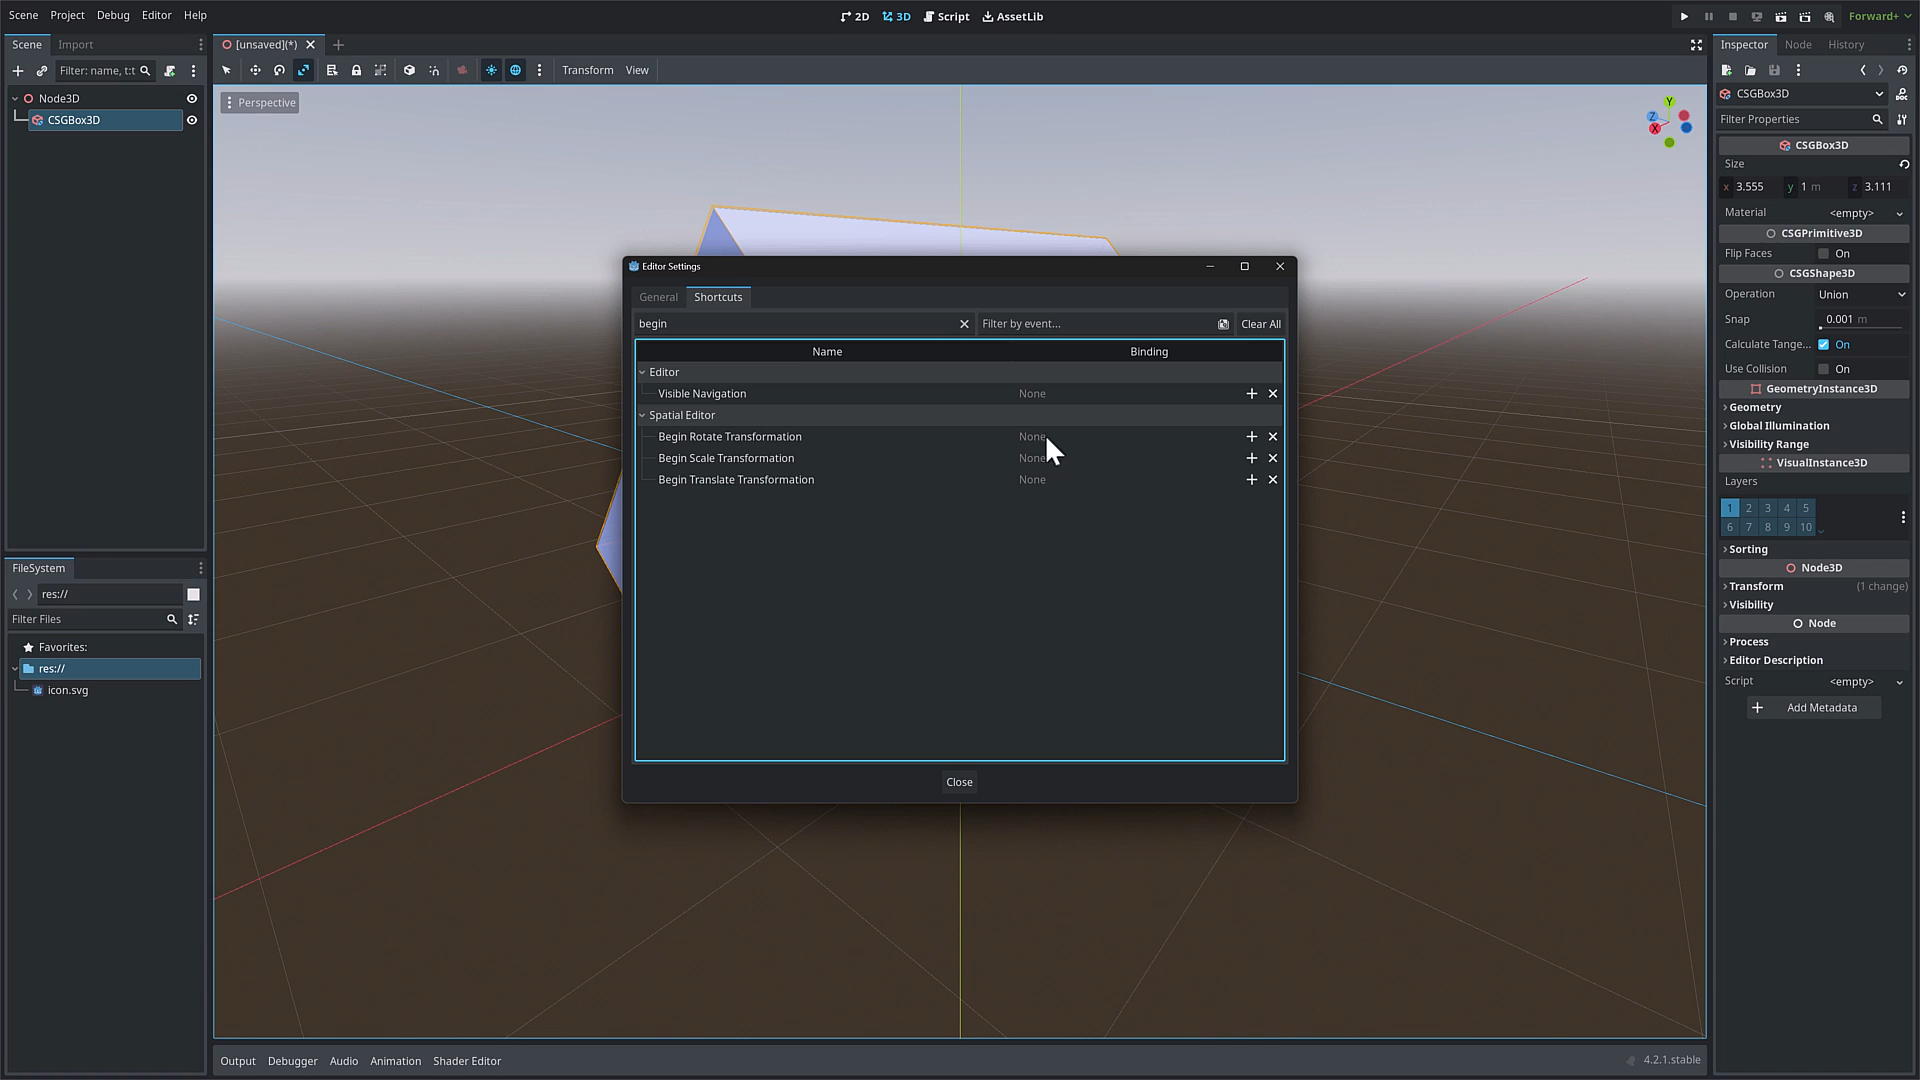 Scene Project Debug Editor Help
2D 3D Script AssetLib
Forward+
Scene Import
[unsaved](*)
Inspector Node History
Filter: name, t:t
Transform View
Node3D
CSGBox3D
Perspective
Y
Z
X
CSGBox3D
Filter Properties
CSGBox3D
Size
x 3.555 y 1 m z 3.111
Material <empty>
CSGPrimitive3D
Flip Faces On
CSGShape3D
Operation Union
Snap 0.001 m
Calculate Tange... On
Use Collision On
GeometryInstance3D
Geometry
Global Illumination
Visibility Range
VisualInstance3D
Layers
1 2 3 4 5
6 7 8 9 10
Sorting
Node3D
Transform (1 change)
Visibility
Node
Process
Editor Description
Script <empty>
Add Metadata
Editor Settings
General Shortcuts
begin Filter by event... Clear All
Name Binding
Editor
Visible Navigation None
Spatial Editor
Begin Rotate Transformation None
Begin Scale Transformation None
Begin Translate Transformation None
Close
FileSystem
res://
Filter Files
Favorites:
res://
icon.svg
Output Debugger Audio Animation Shader Editor
4.2.1.stable